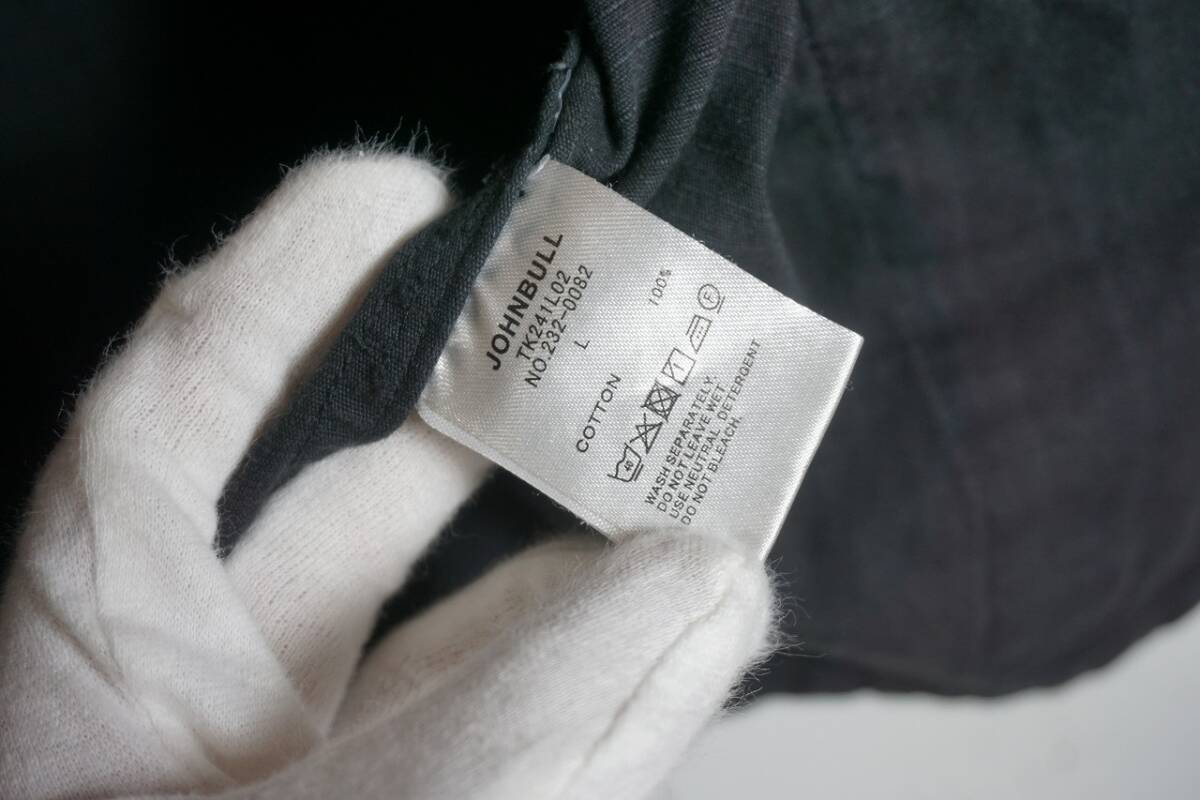 JOHNBULL
TK241L02
NO.232-0082
L
COTTON 100%
40 F
WASH SEPARATELY.
DO NOT LEAVE WET.
USE NEUTRAL DETERGENT
DO NOT BLEACH.